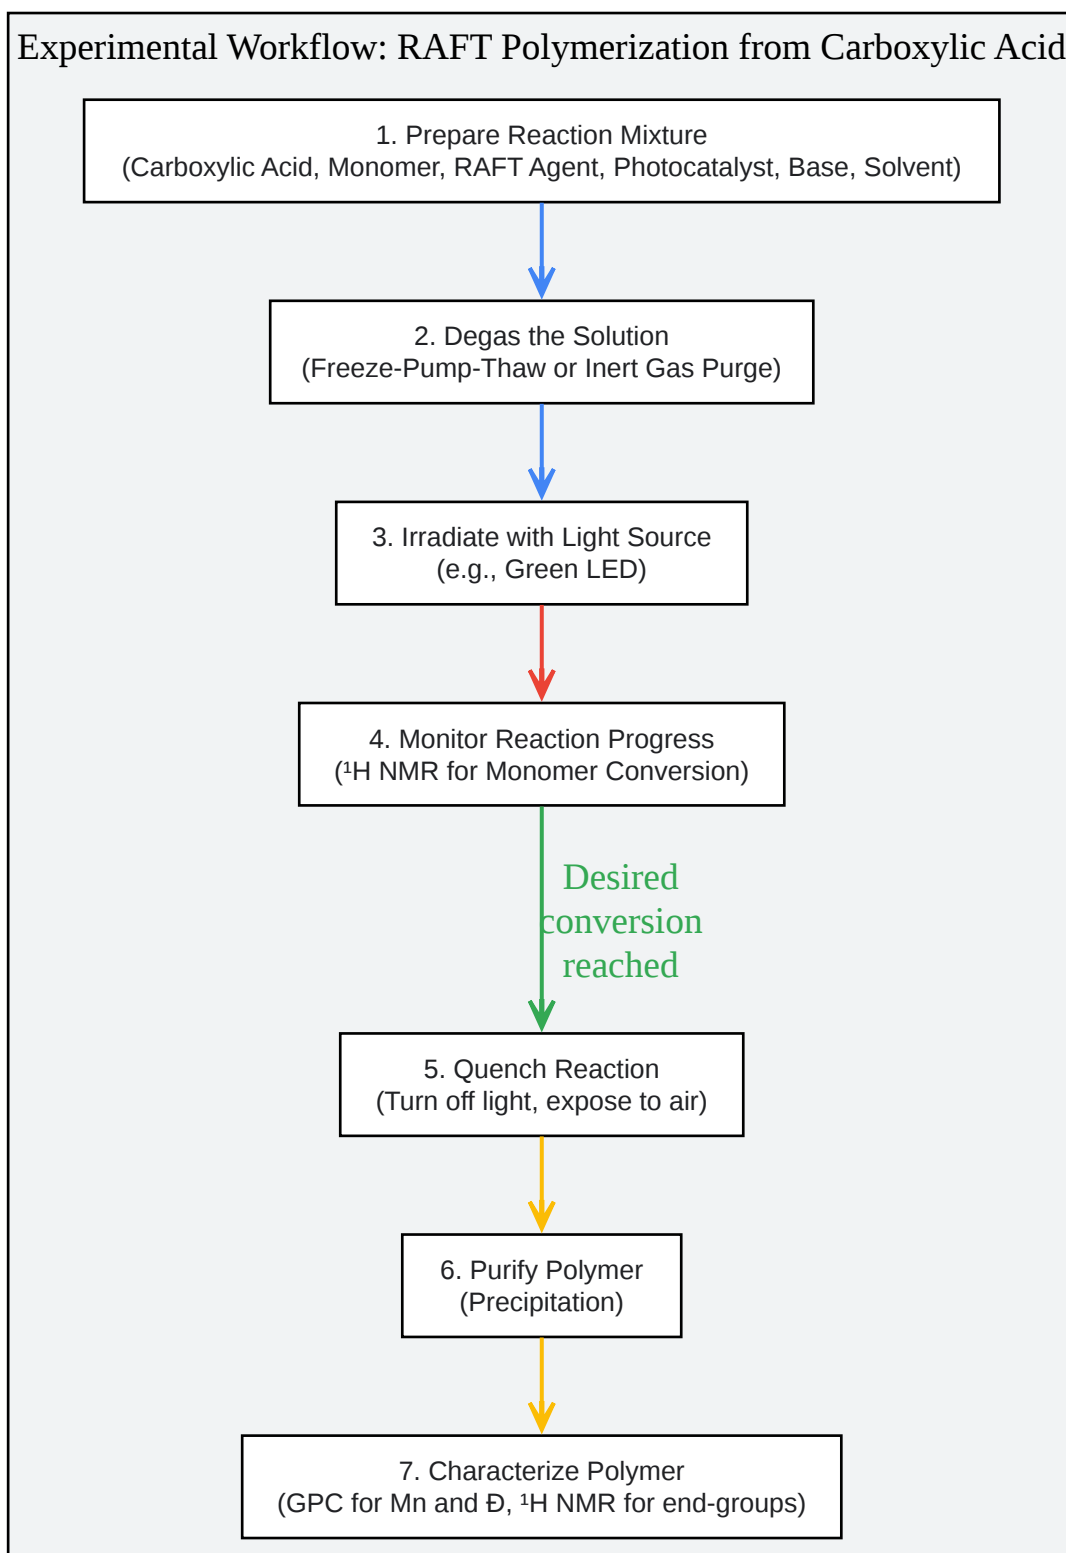 Experimental Workflow: RAFT Polymerization from Carboxylic Acid
1. Prepare Reaction Mixture
(Carboxylic Acid, Monomer, RAFT Agent, Photocatalyst, Base, Solvent)
2. Degas the Solution
(Freeze-Pump-Thaw or Inert Gas Purge)
3. Irradiate with Light Source
(e.g., Green LED)
4. Monitor Reaction Progress
(¹H NMR for Monomer Conversion)
Desired
conversion
reached
5. Quench Reaction
(Turn off light, expose to air)
6. Purify Polymer
(Precipitation)
7. Characterize Polymer
(GPC for Mn and Đ, ¹H NMR for end-groups)